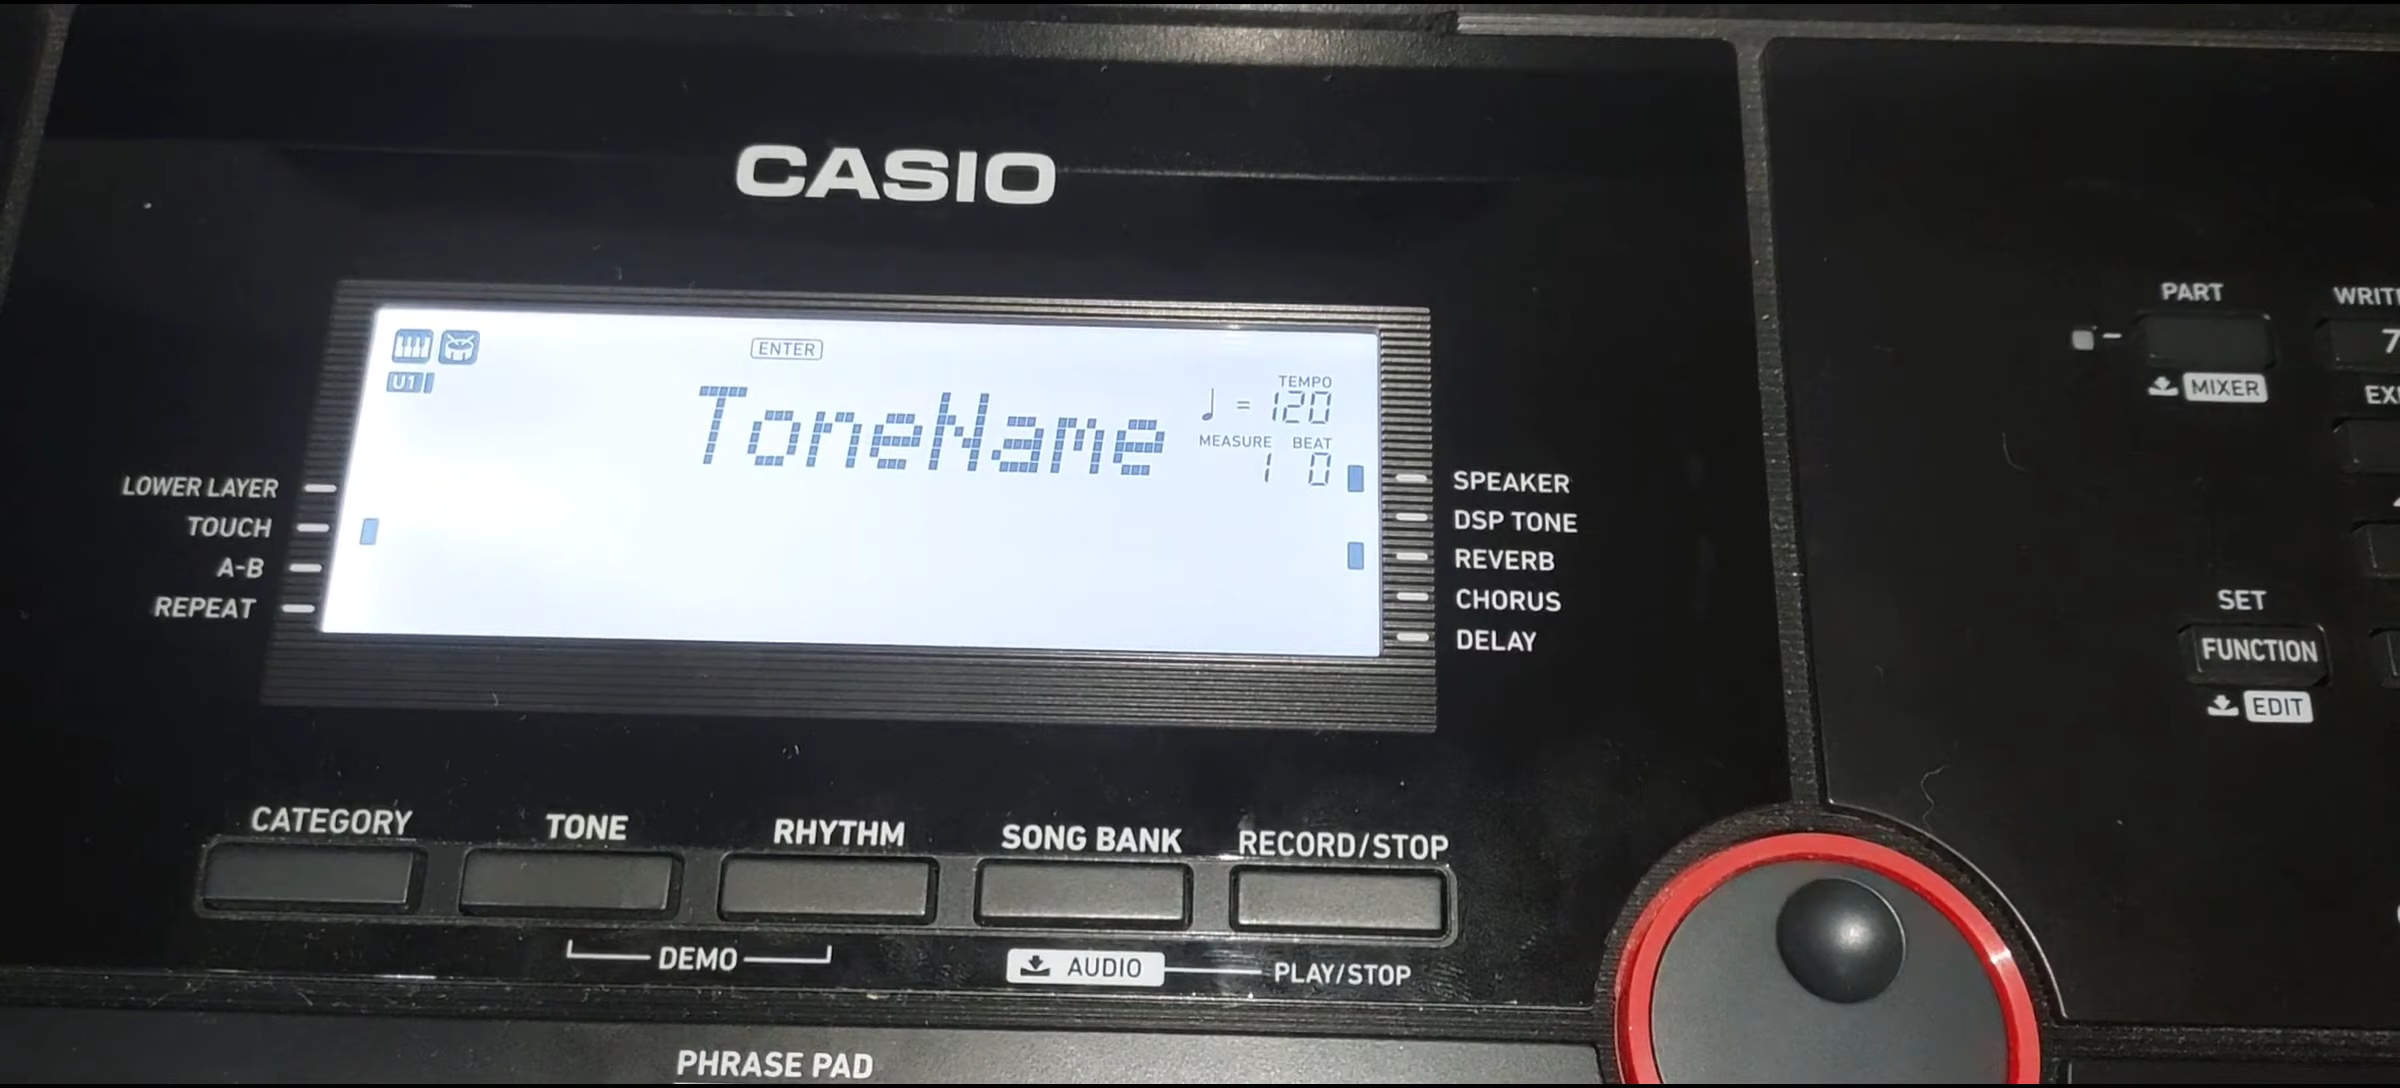 CASIO
ENTER
U1
ToneName
TEMPO
= 120
MEASURE BEAT
1 0
LOWER LAYER
TOUCH
A-B
REPEAT
SPEAKER
DSP TONE
REVERB
CHORUS
DELAY
PART
MIXER
7
SET
FUNCTION
EDIT
CATEGORY
TONE
RHYTHM
SONG BANK
RECORD/STOP
DEMO
AUDIO
PLAY/STOP
PHRASE PAD